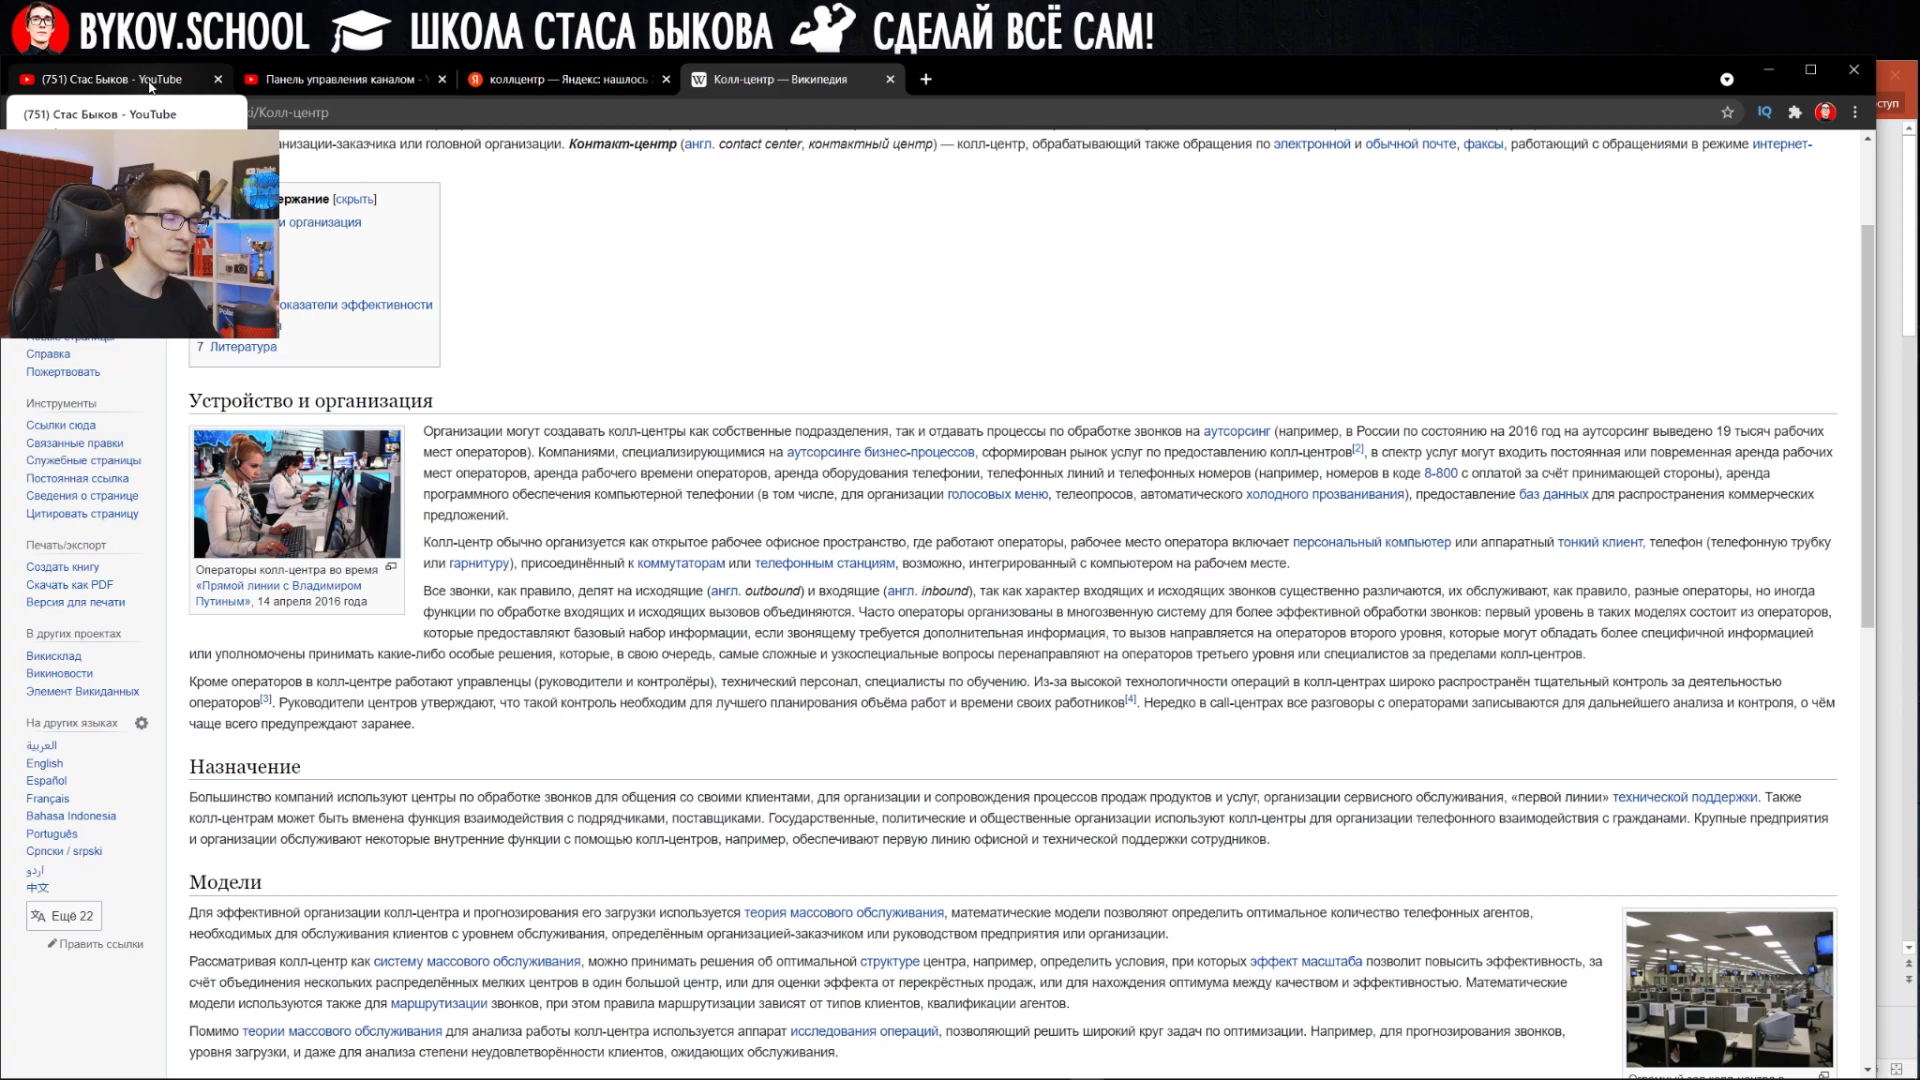 BYKOV.SCHOOL ШКОЛА СТАСА БЫКОВА СДЕЛАЙ ВСЁ САМ!
(751) Стас Быков - YouTube
Панель управления каналом -
коллцентр — Яндекс: нашлось
Колл-центр — Википедия
(751) Стас Быков - YouTube
i/Колл-центр
IQ
ступ
низации-заказчика или головной организации. Контакт-центр (англ. contact center, контактный центр) — колл-центр, обрабатывающий также обращения по электронной и обычной почте, факсы, работающий с обращениями в режиме интернет-
ержание [скрыть]
и организация
оказатели эффективности
7 Литература
Справка
Пожертвовать
Инструменты
Ссылки сюда
Связанные правки
Служебные страницы
Постоянная ссылка
Сведения о странице
Цитировать страницу
Печать/экспорт
Создать книгу
Скачать как PDF
Версия для печати
В других проектах
Викисклад
Викиновости
Элемент Викиданных
На других языках
العربية
English
Español
Français
Bahasa Indonesia
Português
Српски / srpski
اردو
中文
Ещё 22
Править ссылки
Устройство и организация
Операторы колл-центра во время
«Прямой линии с Владимиром
Путиным», 14 апреля 2016 года
Организации могут создавать колл-центры как собственные подразделения, так и отдавать процессы по обработке звонков на аутсорсинг (например, в России по состоянию на 2016 год на аутсорсинг выведено 19 тысяч рабочих
мест операторов). Компаниями, специализирующимися на аутсорсинге бизнес-процессов, сформирован рынок услуг по предоставлению колл-центров[2], в спектр услуг могут входить постоянная или повременная аренда рабочих
мест операторов, аренда рабочего времени операторов, аренда оборудования телефонии, телефонных линий и телефонных номеров (например, номеров в коде 8-800 с оплатой за счёт принимающей стороны), аренда
программного обеспечения компьютерной телефонии (в том числе, для организации голосовых меню, телеопросов, автоматического холодного прозванивания), предоставление баз данных для распространения коммерческих
предложений.
Колл-центр обычно организуется как открытое рабочее офисное пространство, где работают операторы, рабочее место оператора включает персональный компьютер или аппаратный тонкий клиент, телефон (телефонную трубку
или гарнитуру), присоединённый к коммутаторам или телефонным станциям, возможно, интегрированный с компьютером на рабочем месте.
Все звонки, как правило, делят на исходящие (англ. outbound) и входящие (англ. inbound), так как характер входящих и исходящих звонков существенно различаются, их обслуживают, как правило, разные операторы, но иногда
функции по обработке входящих и исходящих вызовов объединяются. Часто операторы организованы в многозвенную систему для более эффективной обработки звонков: первый уровень в таких моделях состоит из операторов,
которые предоставляют базовый набор информации, если звонящему требуется дополнительная информация, то вызов направляется на операторов второго уровня, которые могут обладать более специфичной информацией
или уполномочены принимать какие-либо особые решения, которые, в свою очередь, самые сложные и узкоспециальные вопросы перенаправляют на операторов третьего уровня или специалистов за пределами колл-центров.
Кроме операторов в колл-центре работают управленцы (руководители и контролёры), технический персонал, специалисты по обучению. Из-за высокой технологичности операций в колл-центрах широко распространён тщательный контроль за деятельностью
операторов[3]. Руководители центров утверждают, что такой контроль необходим для лучшего планирования объёма работ и времени своих работников[4]. Нередко в call-центрах все разговоры с операторами записываются для дальнейшего анализа и контроля, о чём
чаще всего предупреждают заранее.
Назначение
Большинство компаний используют центры по обработке звонков для общения со своими клиентами, для организации и сопровождения процессов продаж продуктов и услуг, организации сервисного обслуживания, «первой линии» технической поддержки. Также
колл-центрам может быть вменена функция взаимодействия с подрядчиками, поставщиками. Государственные, политические и общественные организации используют колл-центры для организации телефонного взаимодействия с гражданами. Крупные предприятия
и организации обслуживают некоторые внутренние функции с помощью колл-центров, например, обеспечивают первую линию офисной и технической поддержки сотрудников.
Модели
Для эффективной организации колл-центра и прогнозирования его загрузки используется теория массового обслуживания, математические модели позволяют определить оптимальное количество телефонных агентов,
необходимых для обслуживания клиентов с уровнем обслуживания, определённым организацией-заказчиком или руководством предприятия или организации.
Рассматривая колл-центр как систему массового обслуживания, можно принимать решения об оптимальной структуре центра, например, определить условия, при которых эффект масштаба позволит повысить эффективность, за
счёт объединения нескольких распределённых мелких центров в один большой центр, или для оценки эффекта от перекрёстных продаж, или для нахождения оптимума между качеством и эффективностью. Математические
модели используются также для маршрутизации звонков, при этом правила маршрутизации зависят от типов клиентов, квалификации агентов.
Помимо теории массового обслуживания для анализа работы колл-центра используется аппарат исследования операций, позволяющий решить широкий круг задач по оптимизации. Например, для прогнозирования звонков,
уровня загрузки, и даже для анализа степени неудовлетворённости клиентов, ожидающих обслуживания.